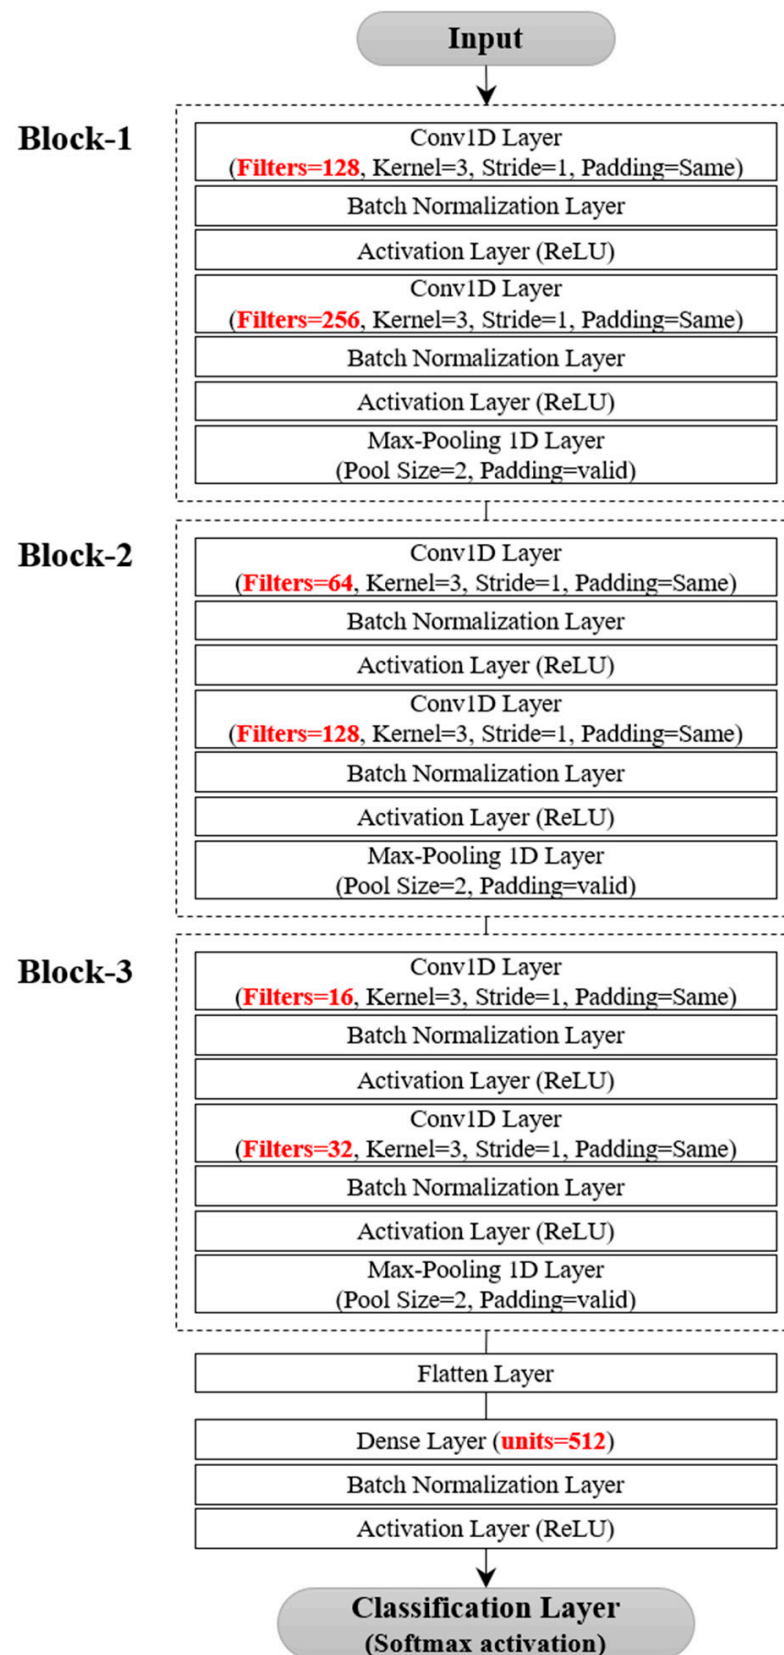 Input
Block-1
Conv1D Layer
(Filters=128, Kernel=3, Stride=1, Padding=Same)
Batch Normalization Layer
Activation Layer (ReLU)
Conv1D Layer
(Filters=256, Kernel=3, Stride=1, Padding=Same)
Batch Normalization Layer
Activation Layer (ReLU)
Max-Pooling 1D Layer
(Pool Size=2, Padding=valid)
Block-2
Conv1D Layer
(Filters=64, Kernel=3, Stride=1, Padding=Same)
Batch Normalization Layer
Activation Layer (ReLU)
Conv1D Layer
(Filters=128, Kernel=3, Stride=1, Padding=Same)
Batch Normalization Layer
Activation Layer (ReLU)
Max-Pooling 1D Layer
(Pool Size=2, Padding=valid)
Block-3
Conv1D Layer
(Filters=16, Kernel=3, Stride=1, Padding=Same)
Batch Normalization Layer
Activation Layer (ReLU)
Conv1D Layer
(Filters=32, Kernel=3, Stride=1, Padding=Same)
Batch Normalization Layer
Activation Layer (ReLU)
Max-Pooling 1D Layer
(Pool Size=2, Padding=valid)
Flatten Layer
Dense Layer (units=512)
Batch Normalization Layer
Activation Layer (ReLU)
Classification Layer
(Softmax activation)